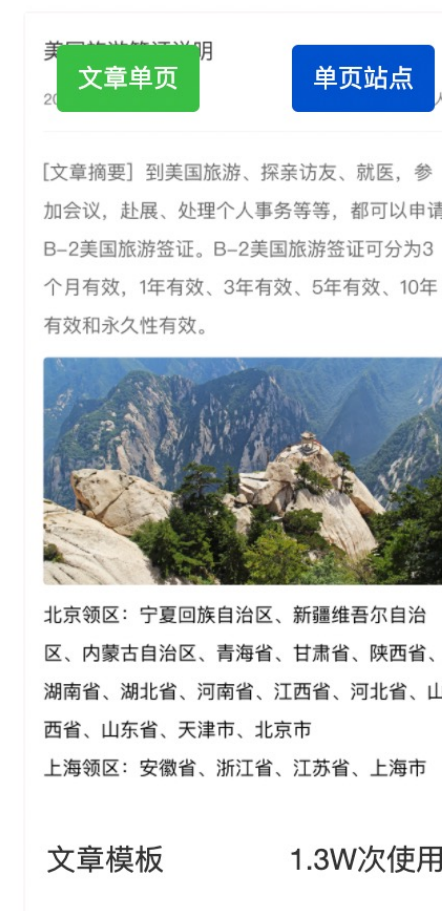 美
明
文章单页
单页站点
20
[文章摘要] 到美国旅游、探亲访友、就医，参
加会议，赴展、处理个人事务等等，都可以申请
B–2美国旅游签证。B–2美国旅游签证可分为3
个月有效，1年有效、3年有效、5年有效、10年
有效和永久性有效。
北京领区：宁夏回族自治区、新疆维吾尔自治
区、内蒙古自治区、青海省、甘肃省、陕西省、
湖南省、湖北省、河南省、江西省、河北省、山
西省、山东省、天津市、北京市
上海领区：安徽省、浙江省、江苏省、上海市
文章模板
1.3W次使用